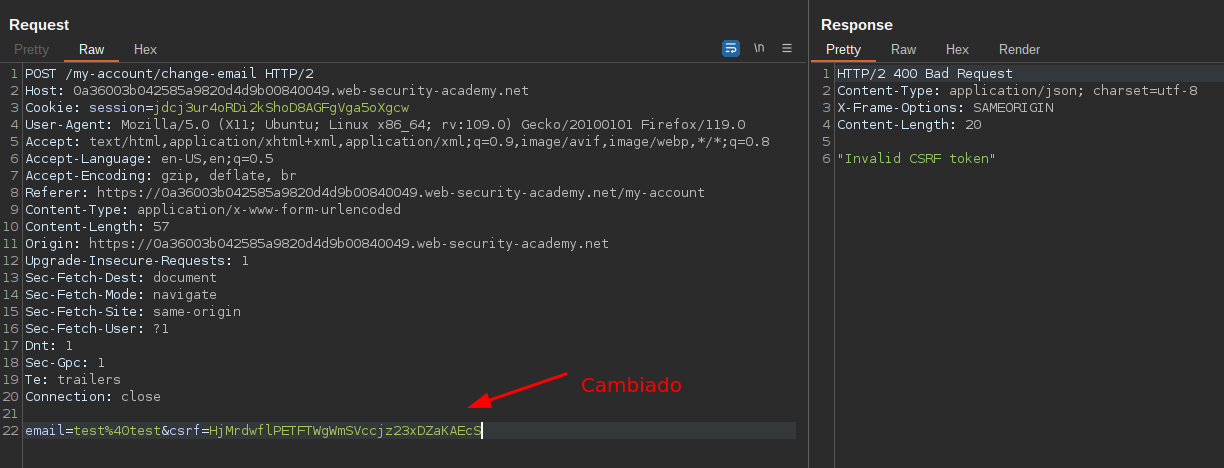 Request
Pretty Raw Hex \n
1 POST /my-account/change-email HTTP/2
2 Host: 0a36003b042585a9820d4d9b00840049.web-security-academy.net
3 Cookie: session=jdcj3ur4oRDi2kShoD8AGFgVga5oXgcw
4 User-Agent: Mozilla/5.0 (X11; Ubuntu; Linux x86_64; rv:109.0) Gecko/20100101 Firefox/119.0
5 Accept: text/html,application/xhtml+xml,application/xml;q=0.9,image/avif,image/webp,*/*;q=0.8
6 Accept-Language: en-US,en;q=0.5
7 Accept-Encoding: gzip, deflate, br
8 Referer: https://0a36003b042585a9820d4d9b00840049.web-security-academy.net/my-account
9 Content-Type: application/x-www-form-urlencoded
10 Content-Length: 57
11 Origin: https://0a36003b042585a9820d4d9b00840049.web-security-academy.net
12 Upgrade-Insecure-Requests: 1
13 Sec-Fetch-Dest: document
14 Sec-Fetch-Mode: navigate
15 Sec-Fetch-Site: same-origin
16 Sec-Fetch-User: ?1
17 Dnt: 1
18 Sec-Gpc: 1
19 Te: trailers
20 Connection: close
21
Cambiado
22 email=test%40test&csrf=HjMrdwflPETFTWgWmSVccjz23xDZaKAEcS
Response
Pretty Raw Hex Render
1 HTTP/2 400 Bad Request
2 Content-Type: application/json; charset=utf-8
3 X-Frame-Options: SAMEORIGIN
4 Content-Length: 20
5
6 "Invalid CSRF token"